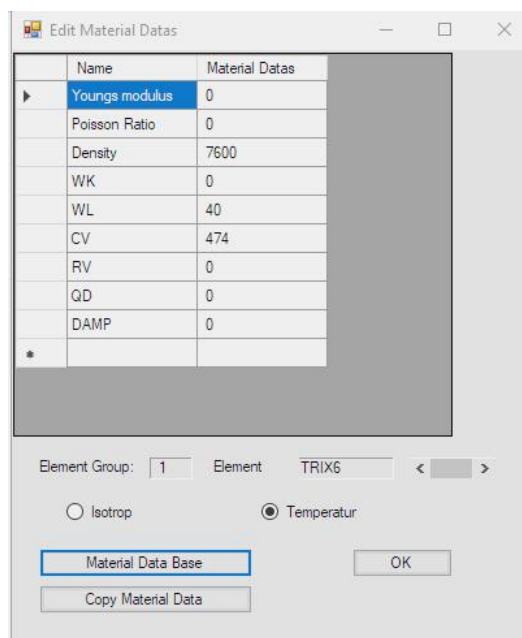 Edit Material Datas
Name Material Datas
Youngs modulus 0
Poisson Ratio 0
Density 7600
WK 0
WL 40
CV 474
RV 0
QD 0
DAMP 0
Element Group: 1 Element TRIX6
Isotrop Temperatur
Material Data Base OK
Copy Material Data